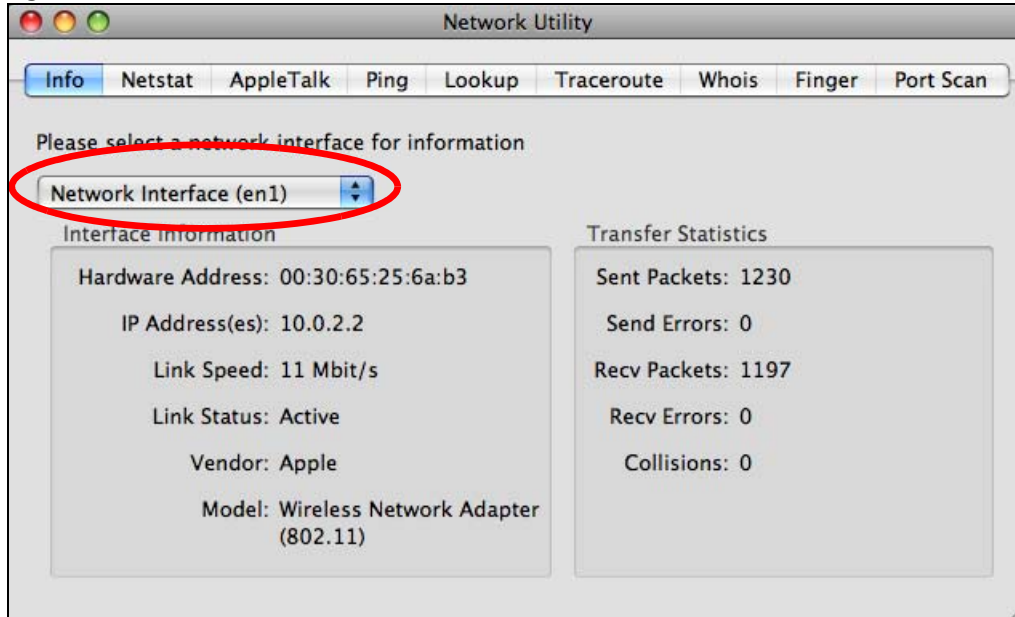 Network Utility
Info Netstat AppleTalk Ping Lookup Traceroute Whois Finger Port Scan
Please select a network interface for information
Network Interface (en1)
Interface Information
Hardware Address: 00:30:65:25:6a:b3
IP Address(es): 10.0.2.2
Link Speed: 11 Mbit/s
Link Status: Active
Vendor: Apple
Model: Wireless Network Adapter
(802.11)
Transfer Statistics
Sent Packets: 1230
Send Errors: 0
Recv Packets: 1197
Recv Errors: 0
Collisions: 0